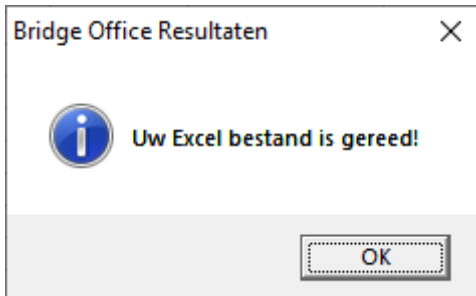 Bridge Office Resultaten
Uw Excel bestand is gereed!
OK